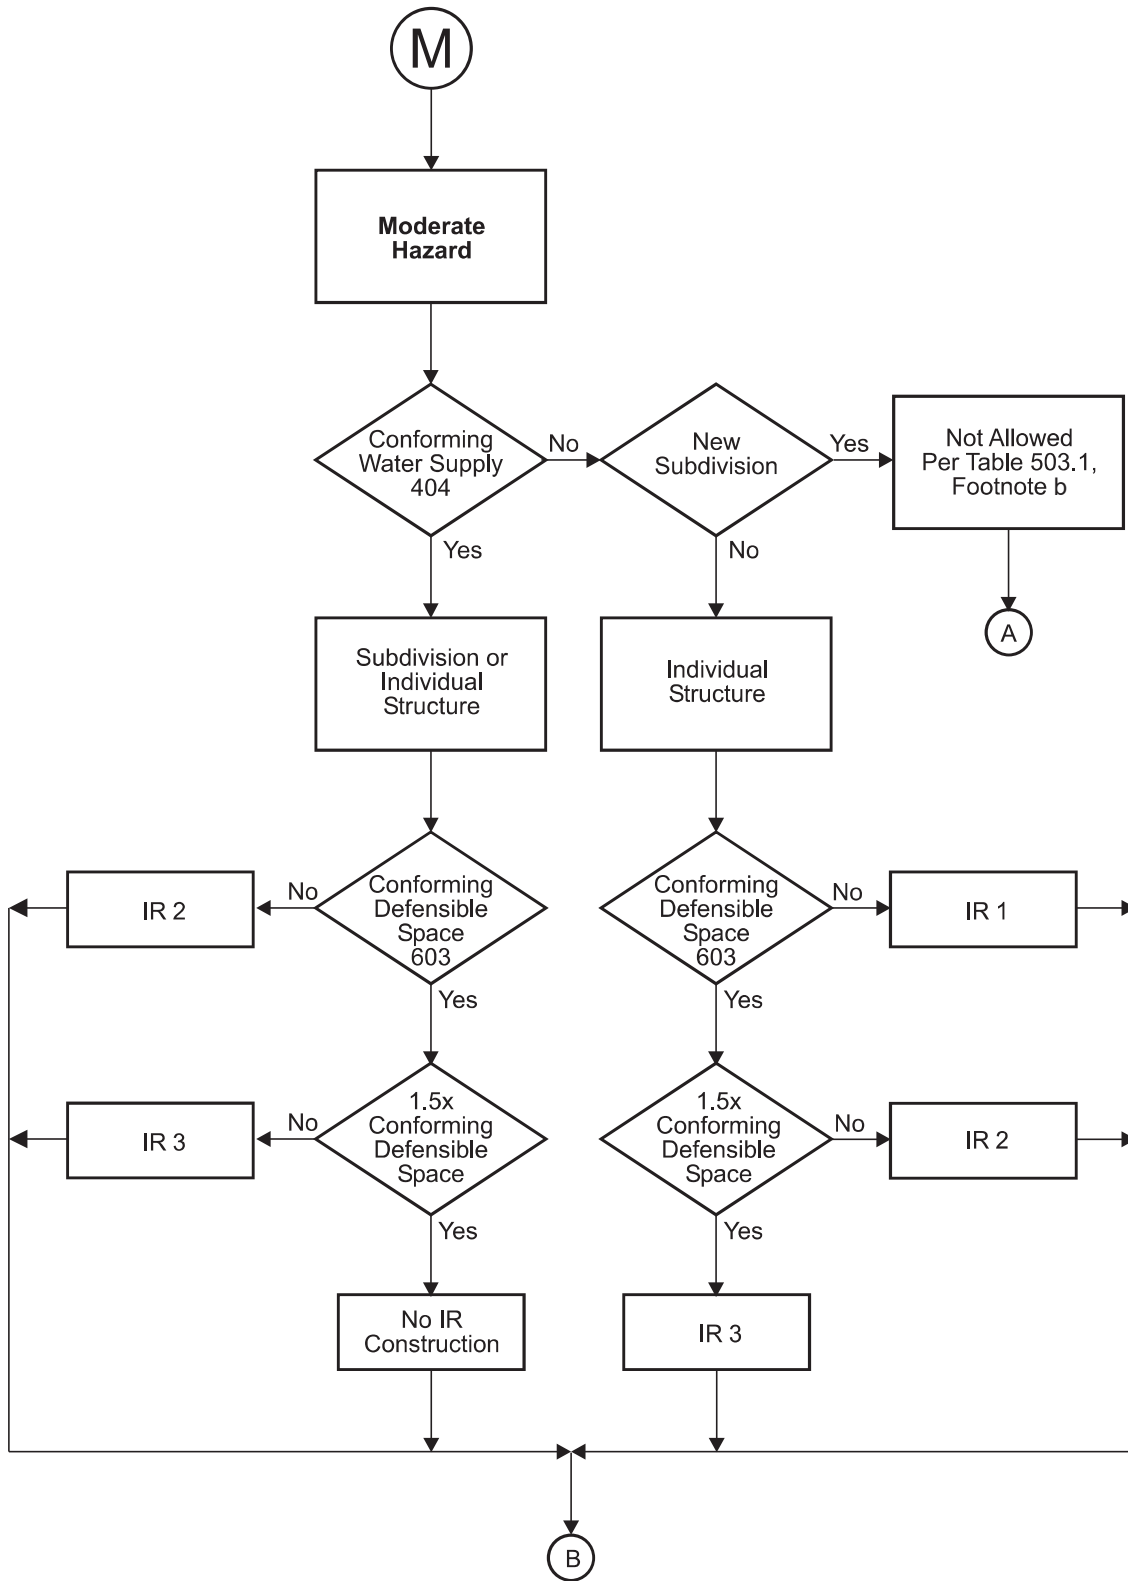 M
Moderate
Hazard
Conforming
Water Supply
404
No
New
Subdivision
Yes
Not Allowed
Per Table 503.1,
Footnote b
Yes
No
A
Subdivision or
Individual
Structure
Individual
Structure
IR 2
No
Conforming
Defensible
Space
603
Conforming
Defensible
Space
603
No
IR 1
Yes
Yes
IR 3
No
1.5x
Conforming
Defensible
Space
1.5x
Conforming
Defensible
Space
No
IR 2
Yes
Yes
No IR
Construction
IR 3
B